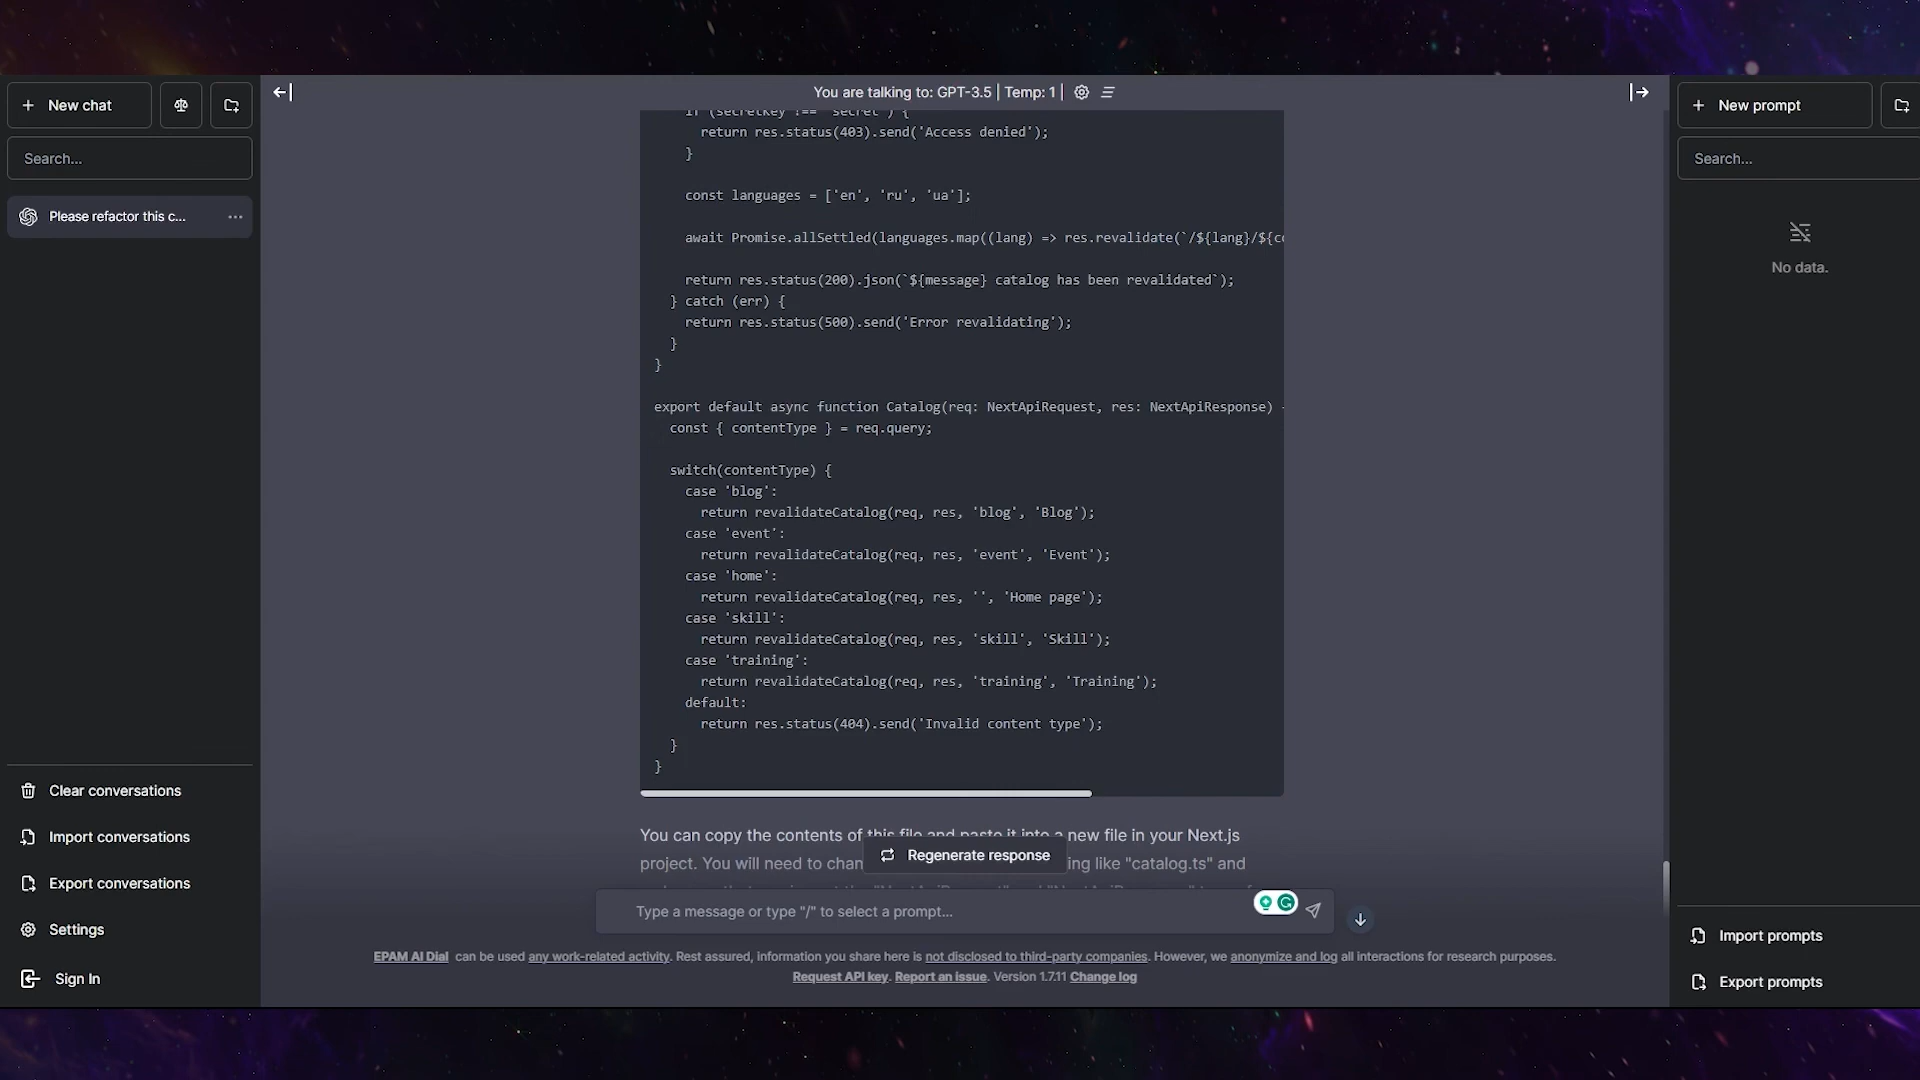 New chat
Search...
Please refactor this c...
Clear conversations
Import conversations
Export conversations
Settings
Sign In
You are talking to: GPT-3.5 | Temp: 1 |
if (secretKey !== 'secret') {
return res.status(403).send('Access denied');
}
const languages = ['en', 'ru', 'ua'];
await Promise.allSettled(languages.map((lang) => res.revalidate(`/${lang}/${c
return res.status(200).json(`${message} catalog has been revalidated`);
} catch (err) {
return res.status(500).send('Error revalidating');
}
}
export default async function Catalog(req: NextApiRequest, res: NextApiResponse)
const { contentType } = req.query;
switch(contentType) {
case 'blog':
return revalidateCatalog(req, res, 'blog', 'Blog');
case 'event':
return revalidateCatalog(req, res, 'event', 'Event');
case 'home':
return revalidateCatalog(req, res, '', 'Home page');
case 'skill':
return revalidateCatalog(req, res, 'skill', 'Skill');
case 'training':
return revalidateCatalog(req, res, 'training', 'Training');
default:
return res.status(404).send('Invalid content type');
}
}
You can copy the contents of this file and paste it into a new file in your Next.js
project. You will need to chan ing like "catalog.ts" and
Regenerate response
Type a message or type "/" to select a prompt...
EPAM AI Dial can be used any work-related activity. Rest assured, information you share here is not disclosed to third-party companies. However, we anonymize and log all interactions for research purposes.
Request API key. Report an issue. Version 1.7.11 Change log
New prompt
Search...
No data.
Import prompts
Export prompts